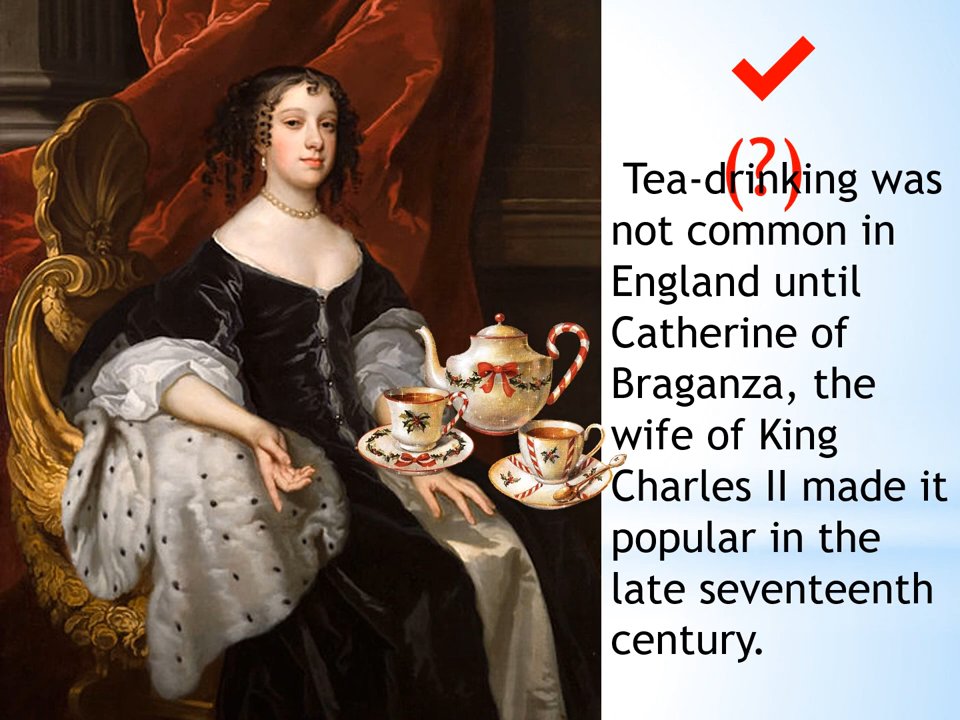 (?)
Tea-drinking was
not common in
England until
Catherine of
Braganza, the
wife of King
Charles II made it
popular in the
late seventeenth
century.